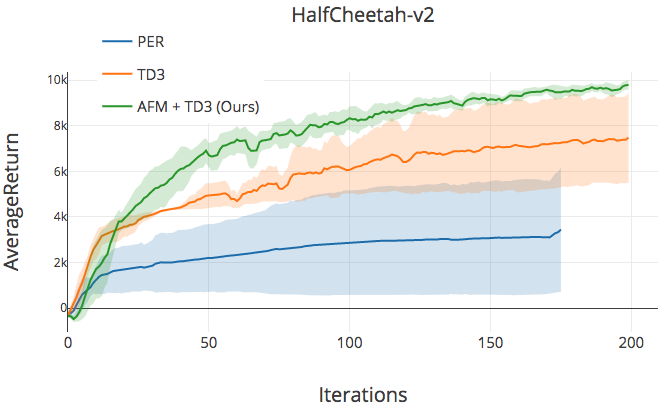 HalfCheetah-v2
PER
TD3
AFM + TD3 (Ours)
AverageReturn
10k
8k
6k
4k
2k
0
0 50 100 150 200
Iterations